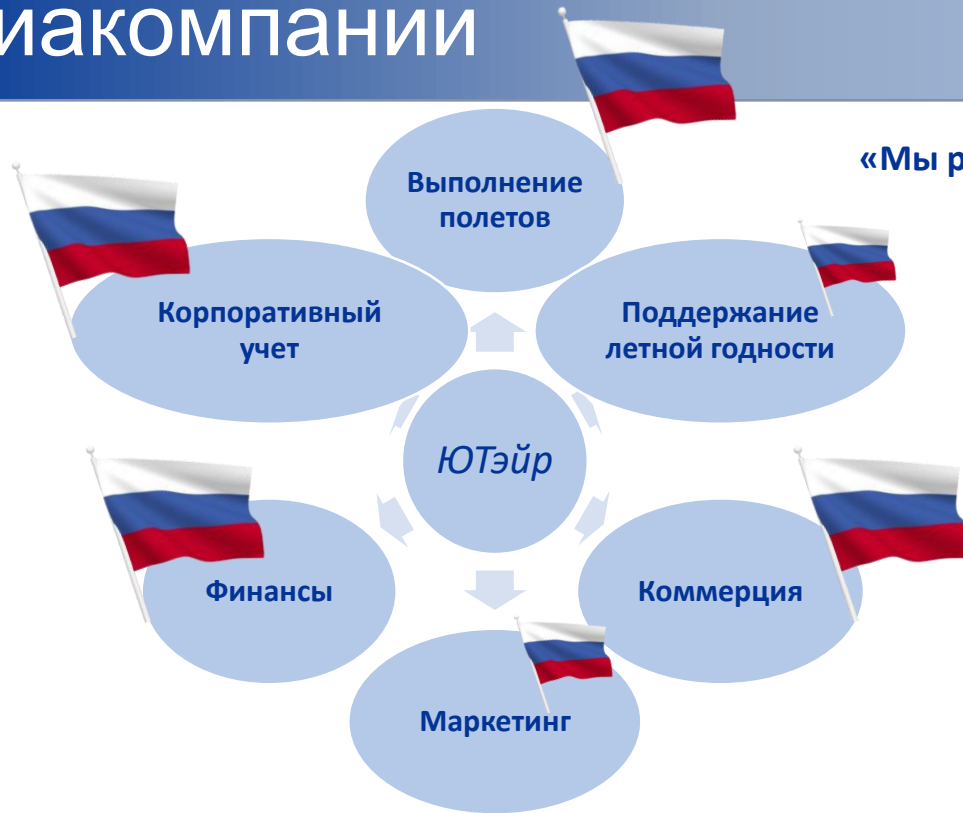 иакомпании
«Мы р
Выполнение
полетов
Корпоративный
учет
Поддержание
летной годности
ЮТэйр
Финансы
Коммерция
Маркетинг